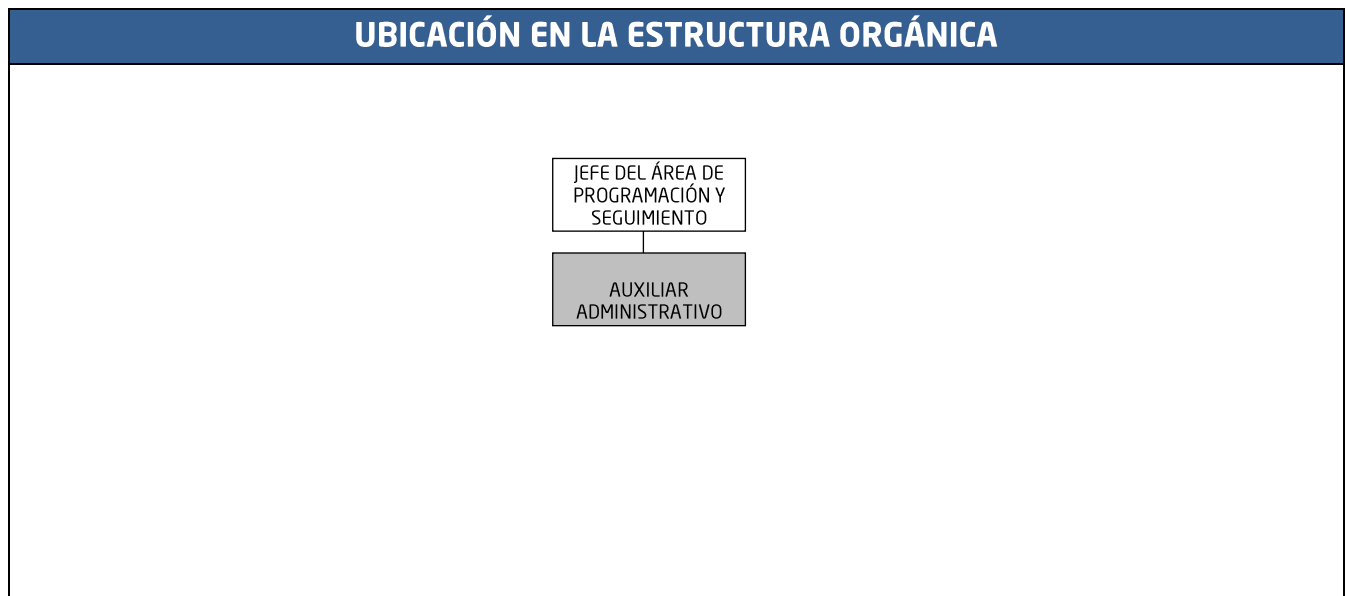 UBICACIÓN EN LA ESTRUCTURA ORGÁNICA
JEFE DEL ÁREA DE
PROGRAMACIÓN Y
SEGUIMIENTO
AUXILIAR
ADMINISTRATIVO